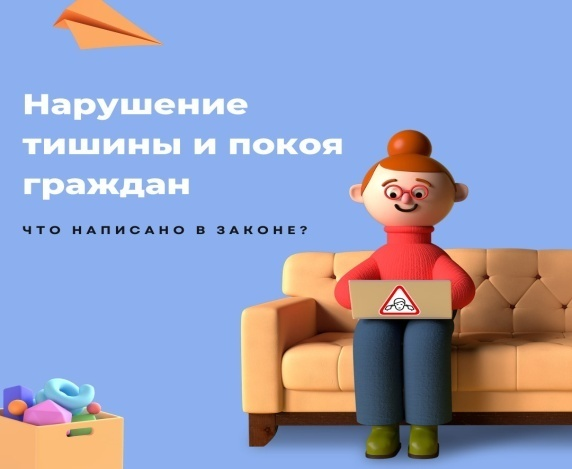 Нарушение
тишины и покоя
граждан
ЧТО НАПИСАНО В ЗАКОНЕ?